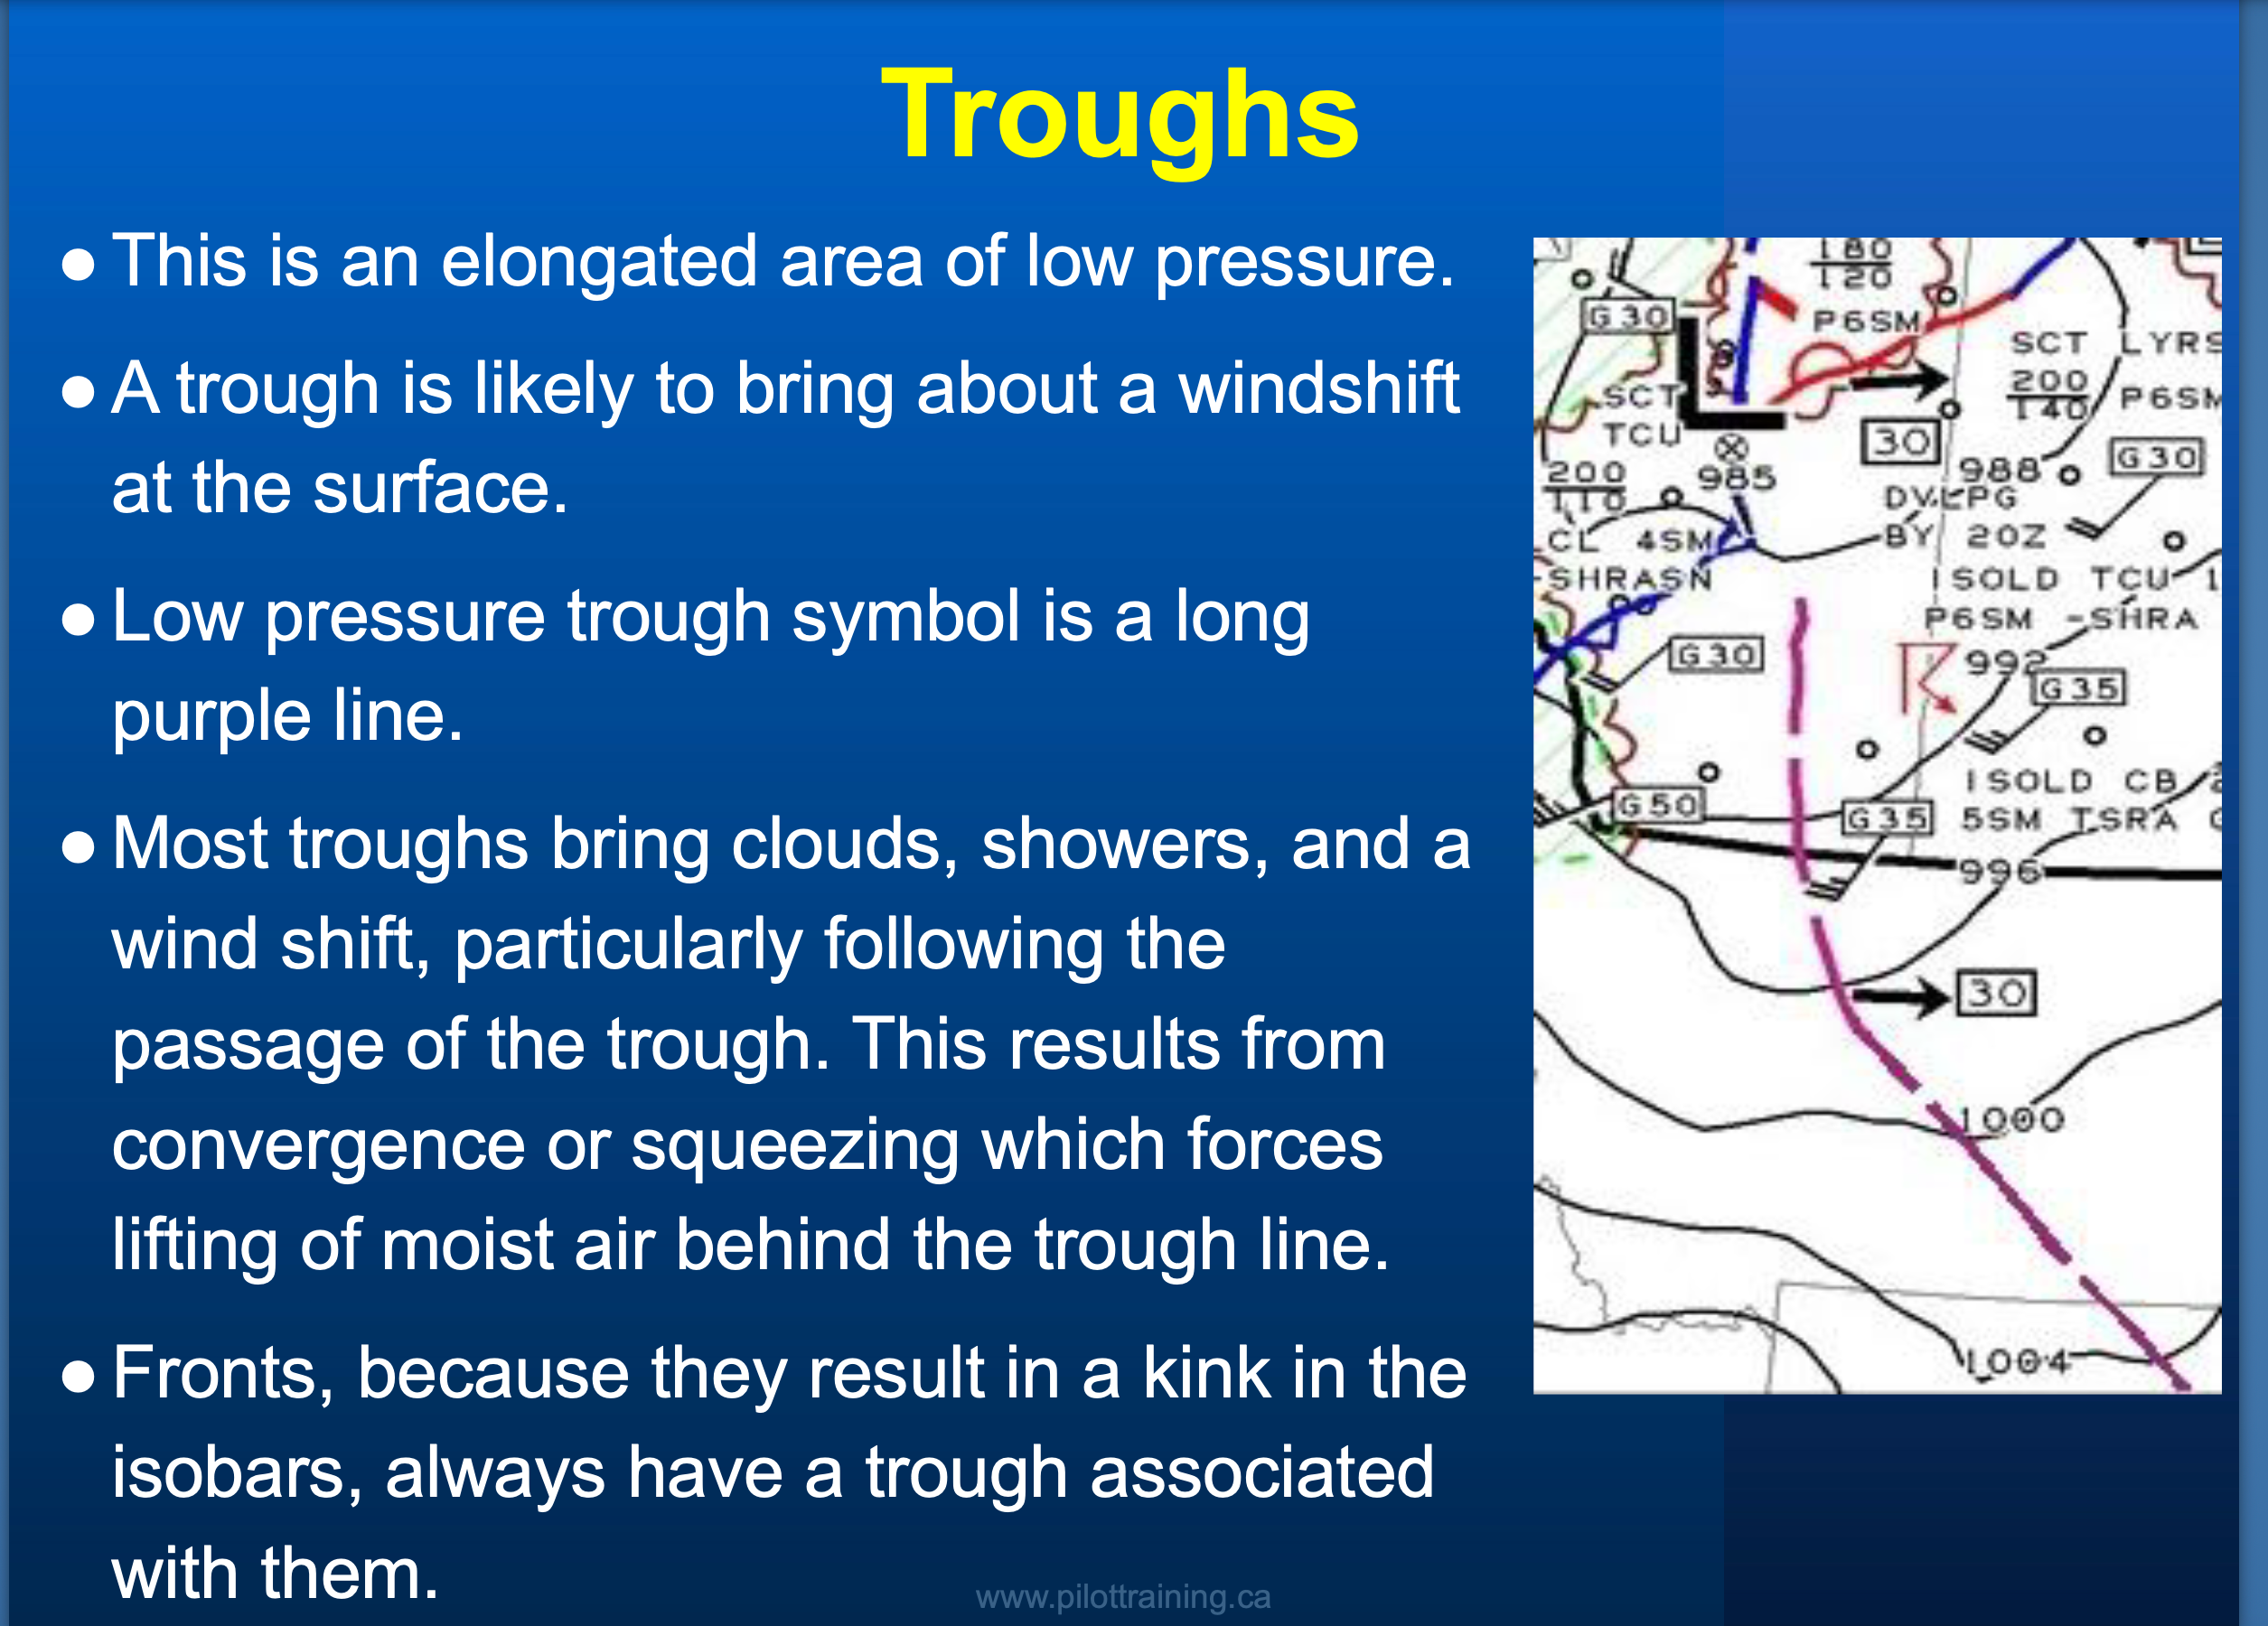 Troughs
● This is an elongated area of low pressure.
● A trough is likely to bring about a windshift
at the surface.
● Low pressure trough symbol is a long
purple line.
● Most troughs bring clouds, showers, and a
wind shift, particularly following the
passage of the trough. This results from
convergence or squeezing which forces
lifting of moist air behind the trough line.
● Fronts, because they result in a kink in the
isobars, always have a trough associated
with them.
180
120
G30
P6SM
SCT LYRS
200
140
P6SM
SCT
TCU
30
G30
200
110
985
988
DVLPG
BY 20Z
CL 4SM
-SHRASN
ISOLD TCU
P6SM -SHRA
G30
992
G35
ISOLD CB
G50
G35
5SM TSRA
996
30
1000
1004
www.pilottraining.ca